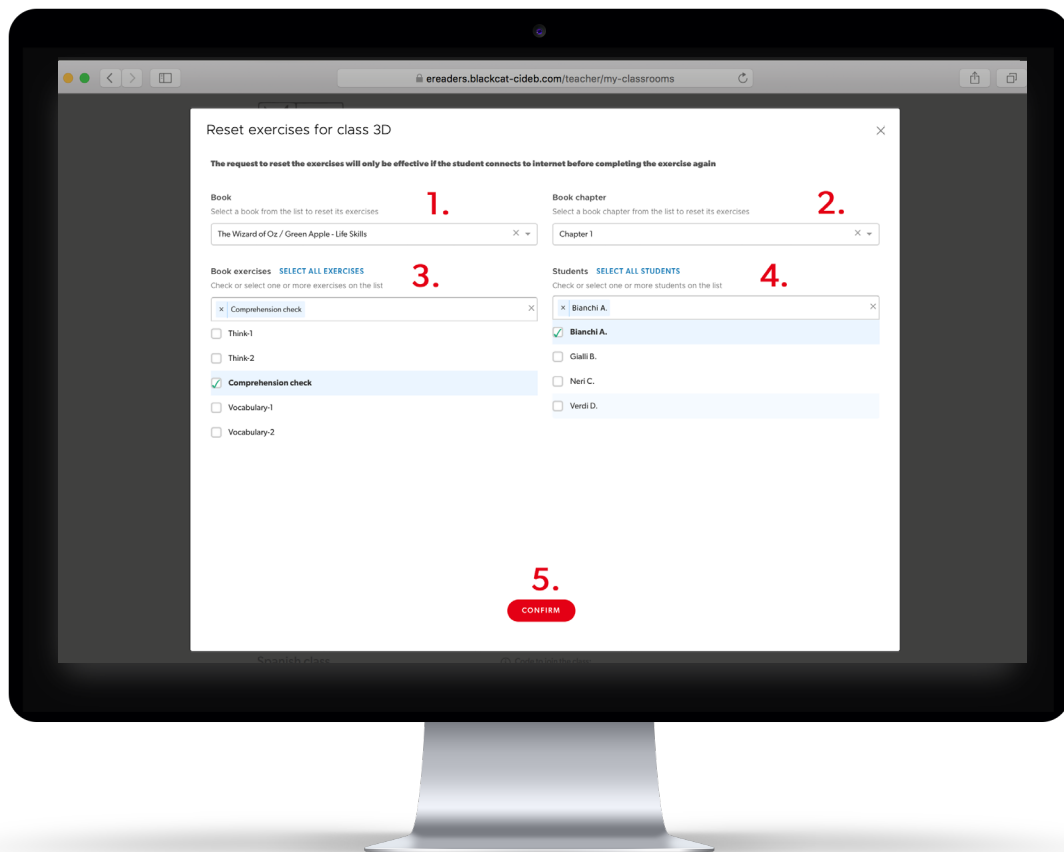 ereaders.blackcat-cideb.com/teacher/my-classrooms
Reset exercises for class 3D
The request to reset the exercises will only be effective if the student connects to internet before completing the exercise again
Book
1.
Select a book from the list to reset its exercises
The Wizard of Oz / Green Apple - Life Skills
Book chapter
2.
Select a book chapter from the list to reset its exercises
Chapter 1
Book exercises SELECT ALL EXERCISES
3.
Check or select one or more exercises on the list
Comprehension check
Think-1
Think-2
Comprehension check
Vocabulary-1
Vocabulary-2
Students SELECT ALL STUDENTS
4.
Check or select one or more students on the list
Bianchi A.
Bianchi A.
Gialli B.
Neri C.
Verdi D.
5.
CONFIRM
Spanish class